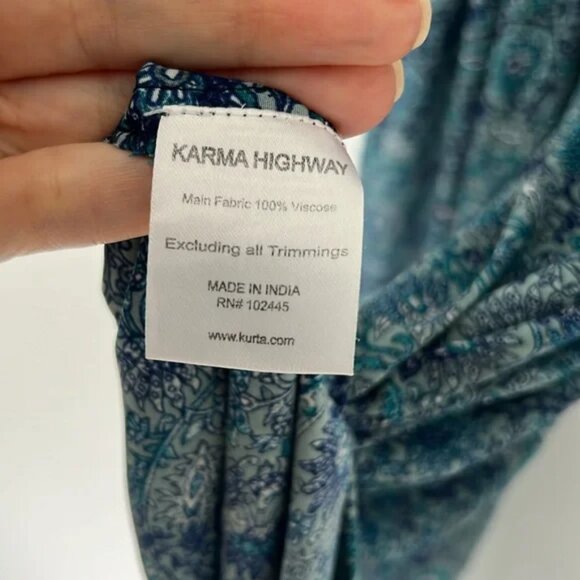 KARMA HIGHWAY
Main Fabric 100% Viscose
Excluding all Trimmings
MADE IN INDIA
RN# 102445
www.kurta.com